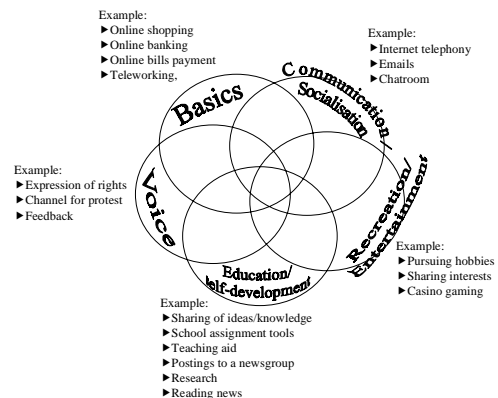 Example:
▶Online shopping
▶Online banking
▶Online bills payment
▶Teleworking,
Example:
▶Internet telephony
▶Emails
▶Chatroom
Basics
Communication/
Socialisation
Example:
▶Expression of rights
▶Channel for protest
▶Feedback
Voice
Recreation/
Entertainment
Example:
▶Pursuing hobbies
▶Sharing interests
▶Casino gaming
Education/
self-development
Example:
▶Sharing of ideas/knowledge
▶School assignment tools
▶Teaching aid
▶Postings to a newsgroup
▶Research
▶Reading news